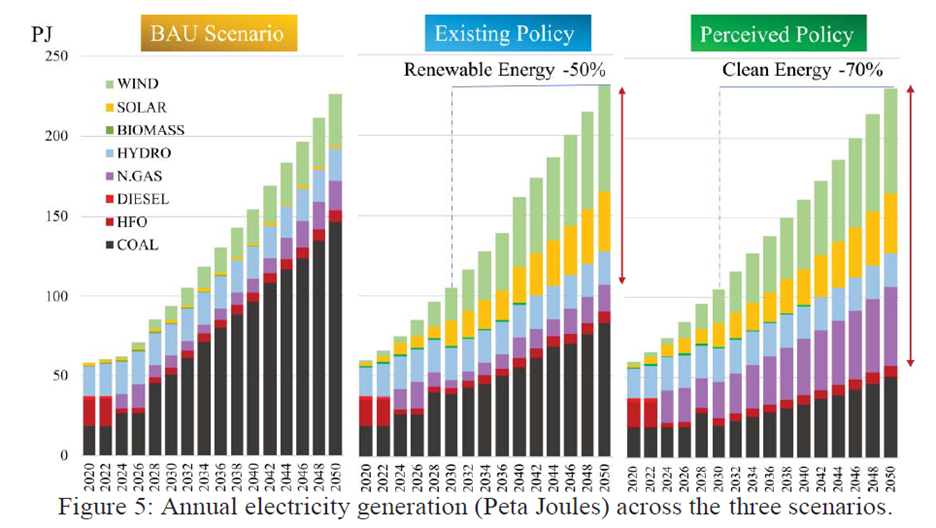 PJ
BAU Scenario
Existing Policy
Perceived Policy
Renewable Energy -50%
Clean Energy -70%
250
200
150
100
50
0
WIND
SOLAR
BIOMASS
HYDRO
N.GAS
DIESEL
HFO
COAL
2020 2022 2024 2026 2028 2030 2032 2034 2036 2038 2040 2042 2044 2046 2048 2050
2020 2022 2024 2026 2028 2030 2032 2034 2036 2038 2040 2042 2044 2046 2048 2050
2020 2022 2024 2026 2028 2030 2032 2034 2036 2038 2040 2042 2044 2046 2048 2050
Figure 5: Annual electricity generation (Peta Joules) across the three scenarios.